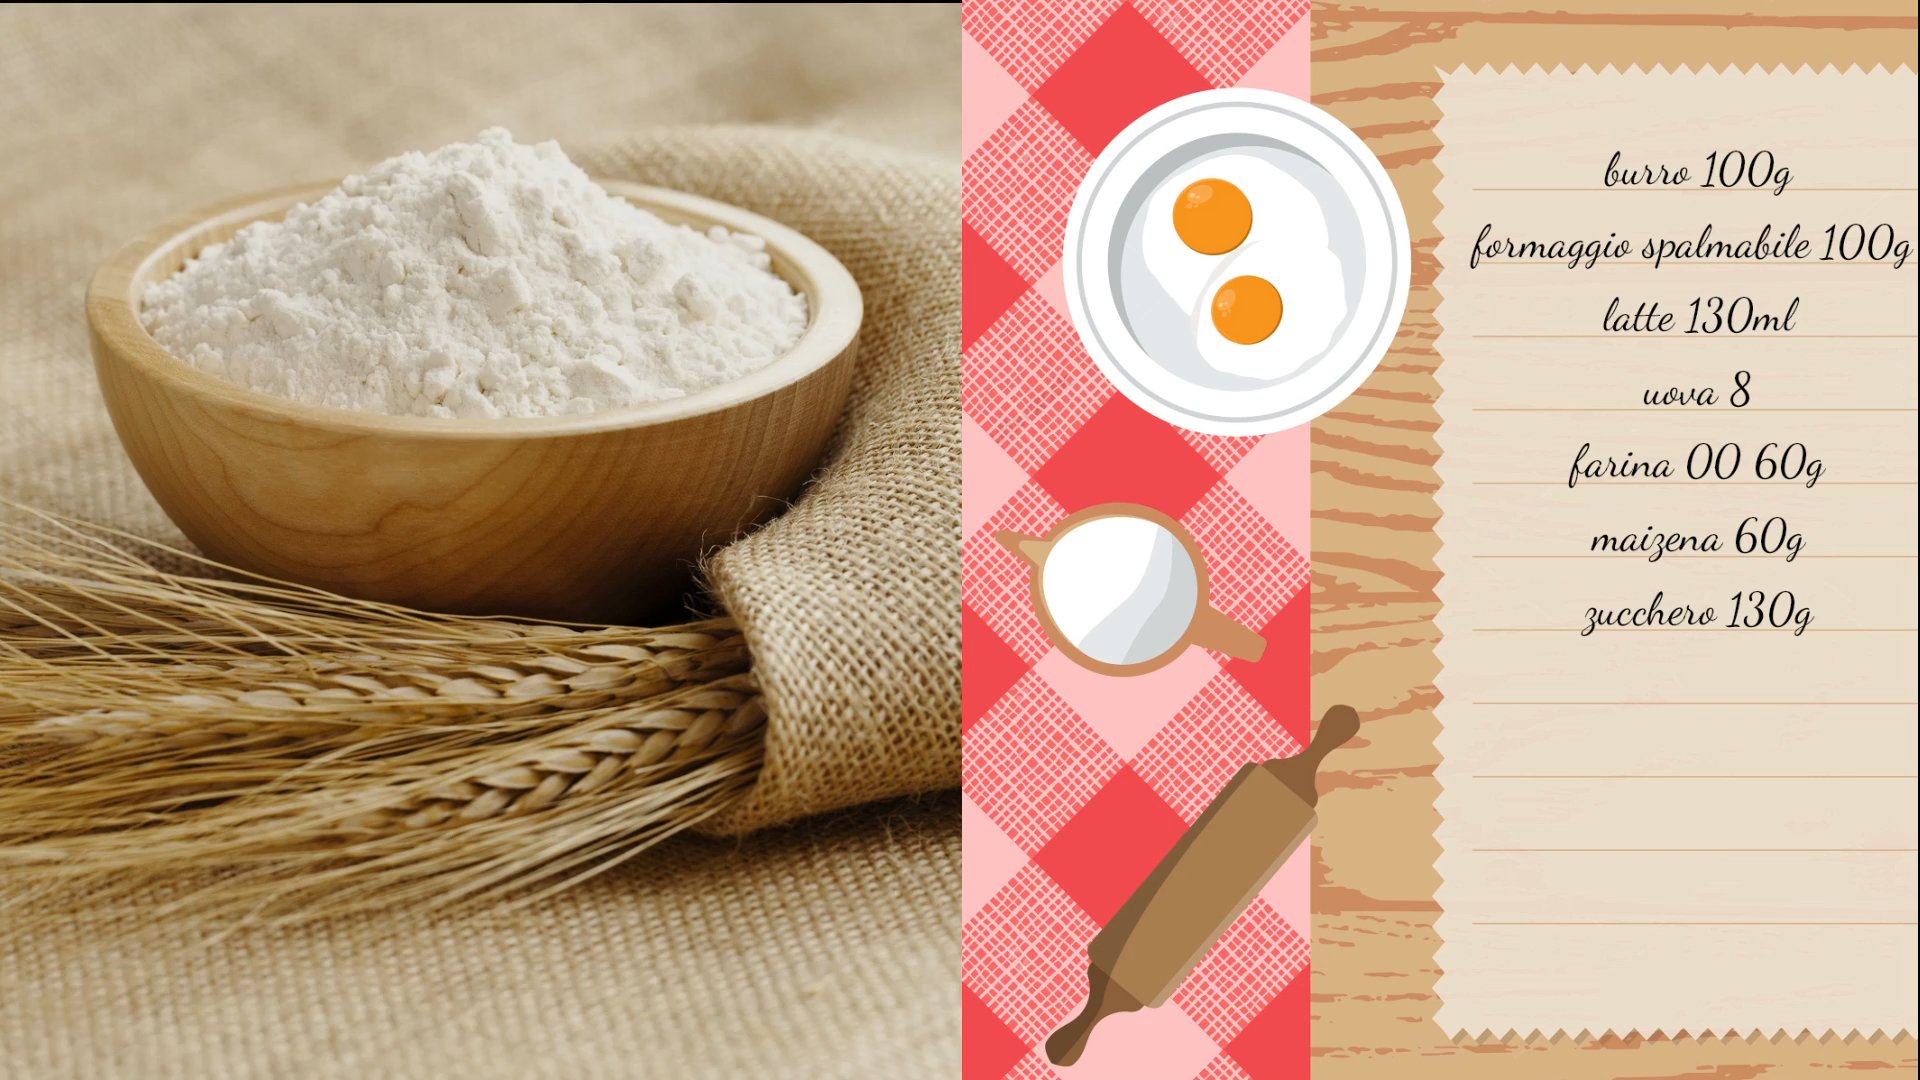 burro 100g
formaggio spalmabile 100g
latte 130ml
uova 8
farina 00 60g
maizena 60g
zucchero 130g